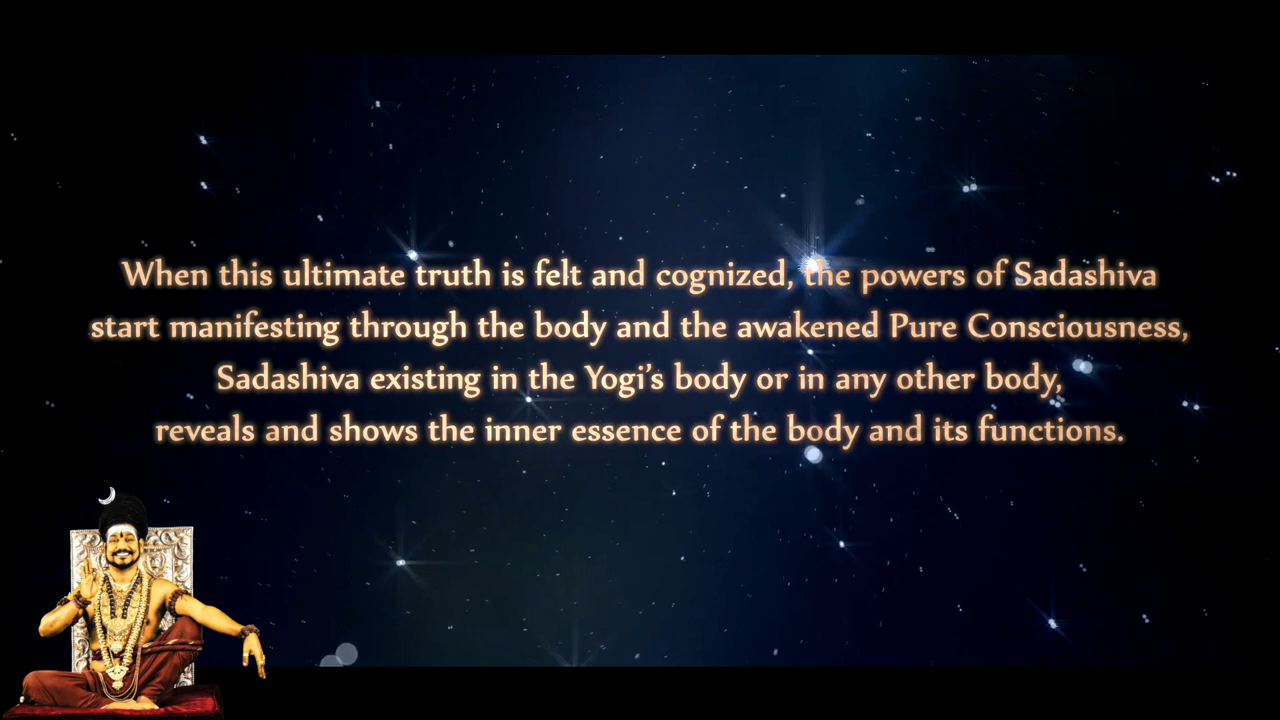 When this ultimate truth is felt and cognized, the powers of Sadashiva
start manifesting through the body and the awakened Pure Consciousness,
Sadashiva existing in the Yogi’s body or in any other body,
reveals and shows the inner essence of the body and its functions.